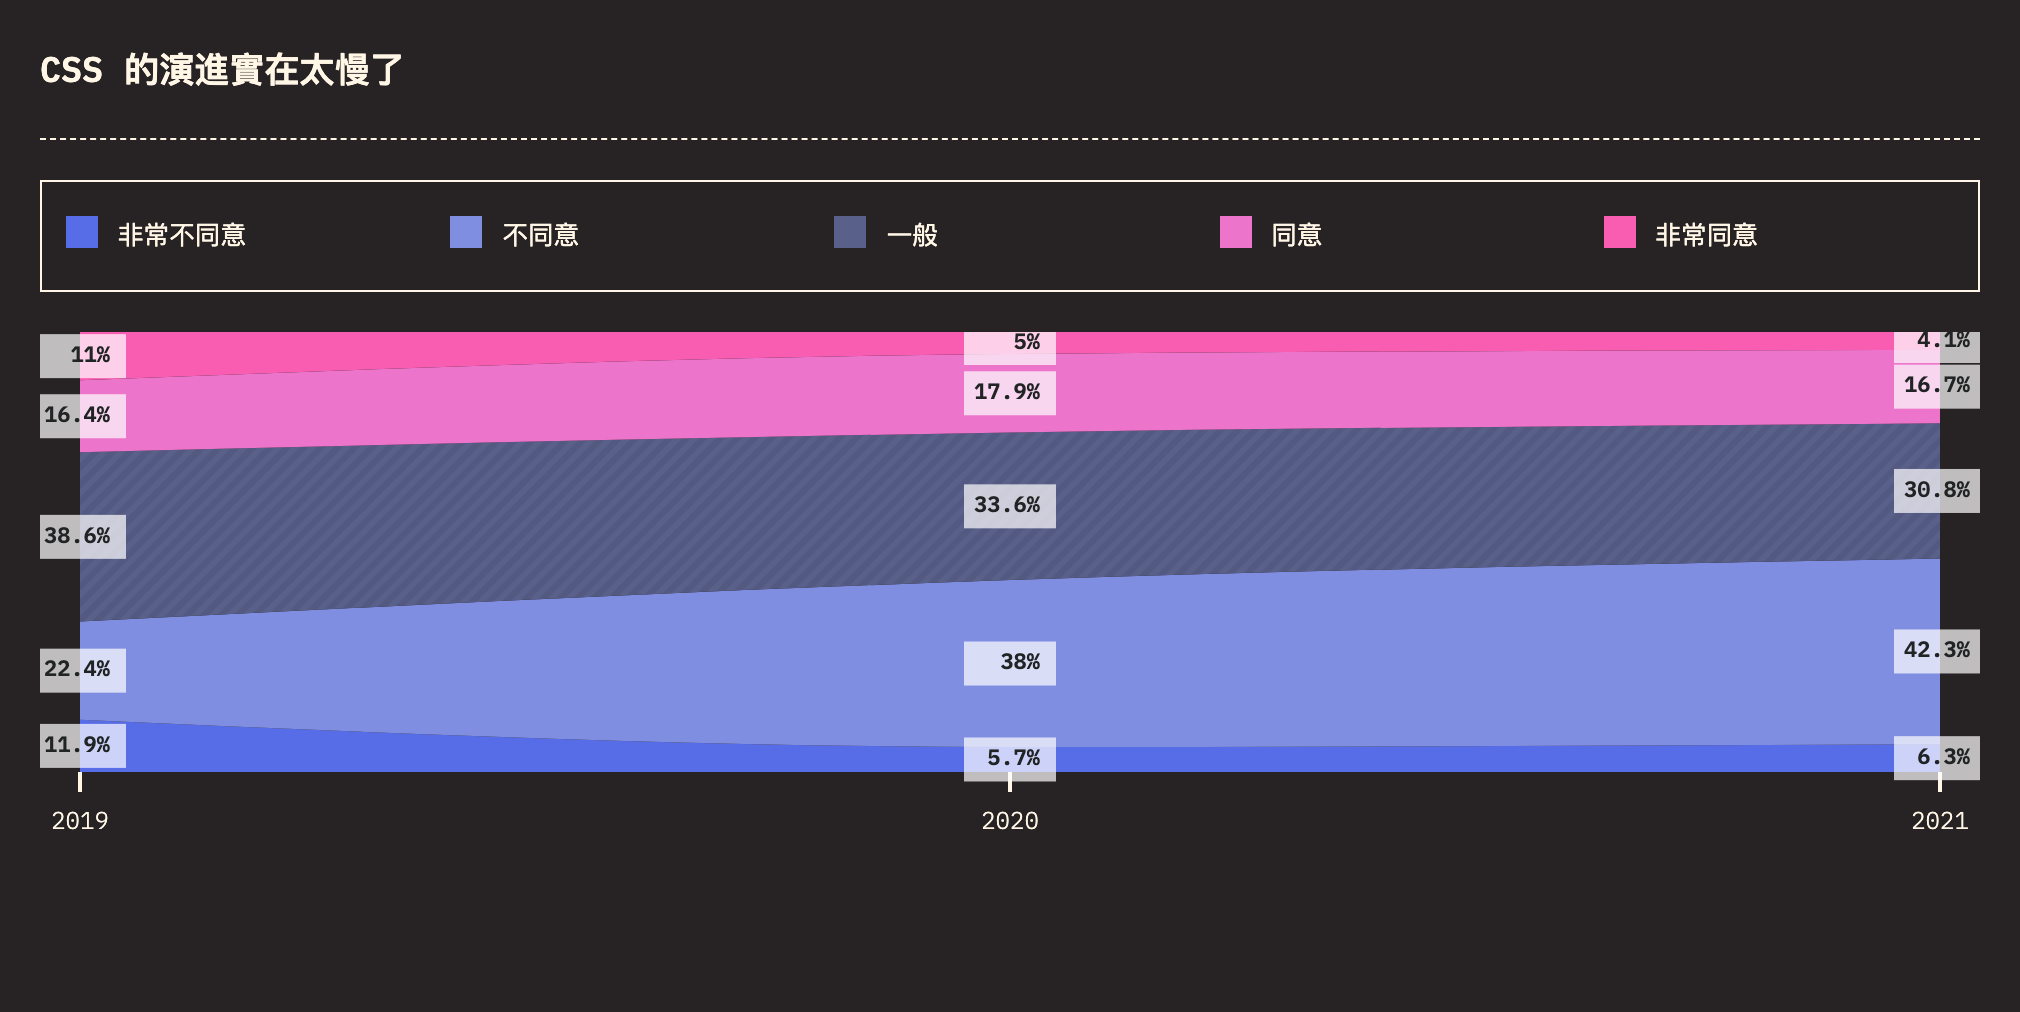 CSS 的演進實在太慢了
非常不同意 不同意 一般 同意 非常同意
11% 5% 4.1%
16.4% 17.9% 16.7%
38.6% 33.6% 30.8%
22.4% 38% 42.3%
11.9% 5.7% 6.3%
2019 2020 2021